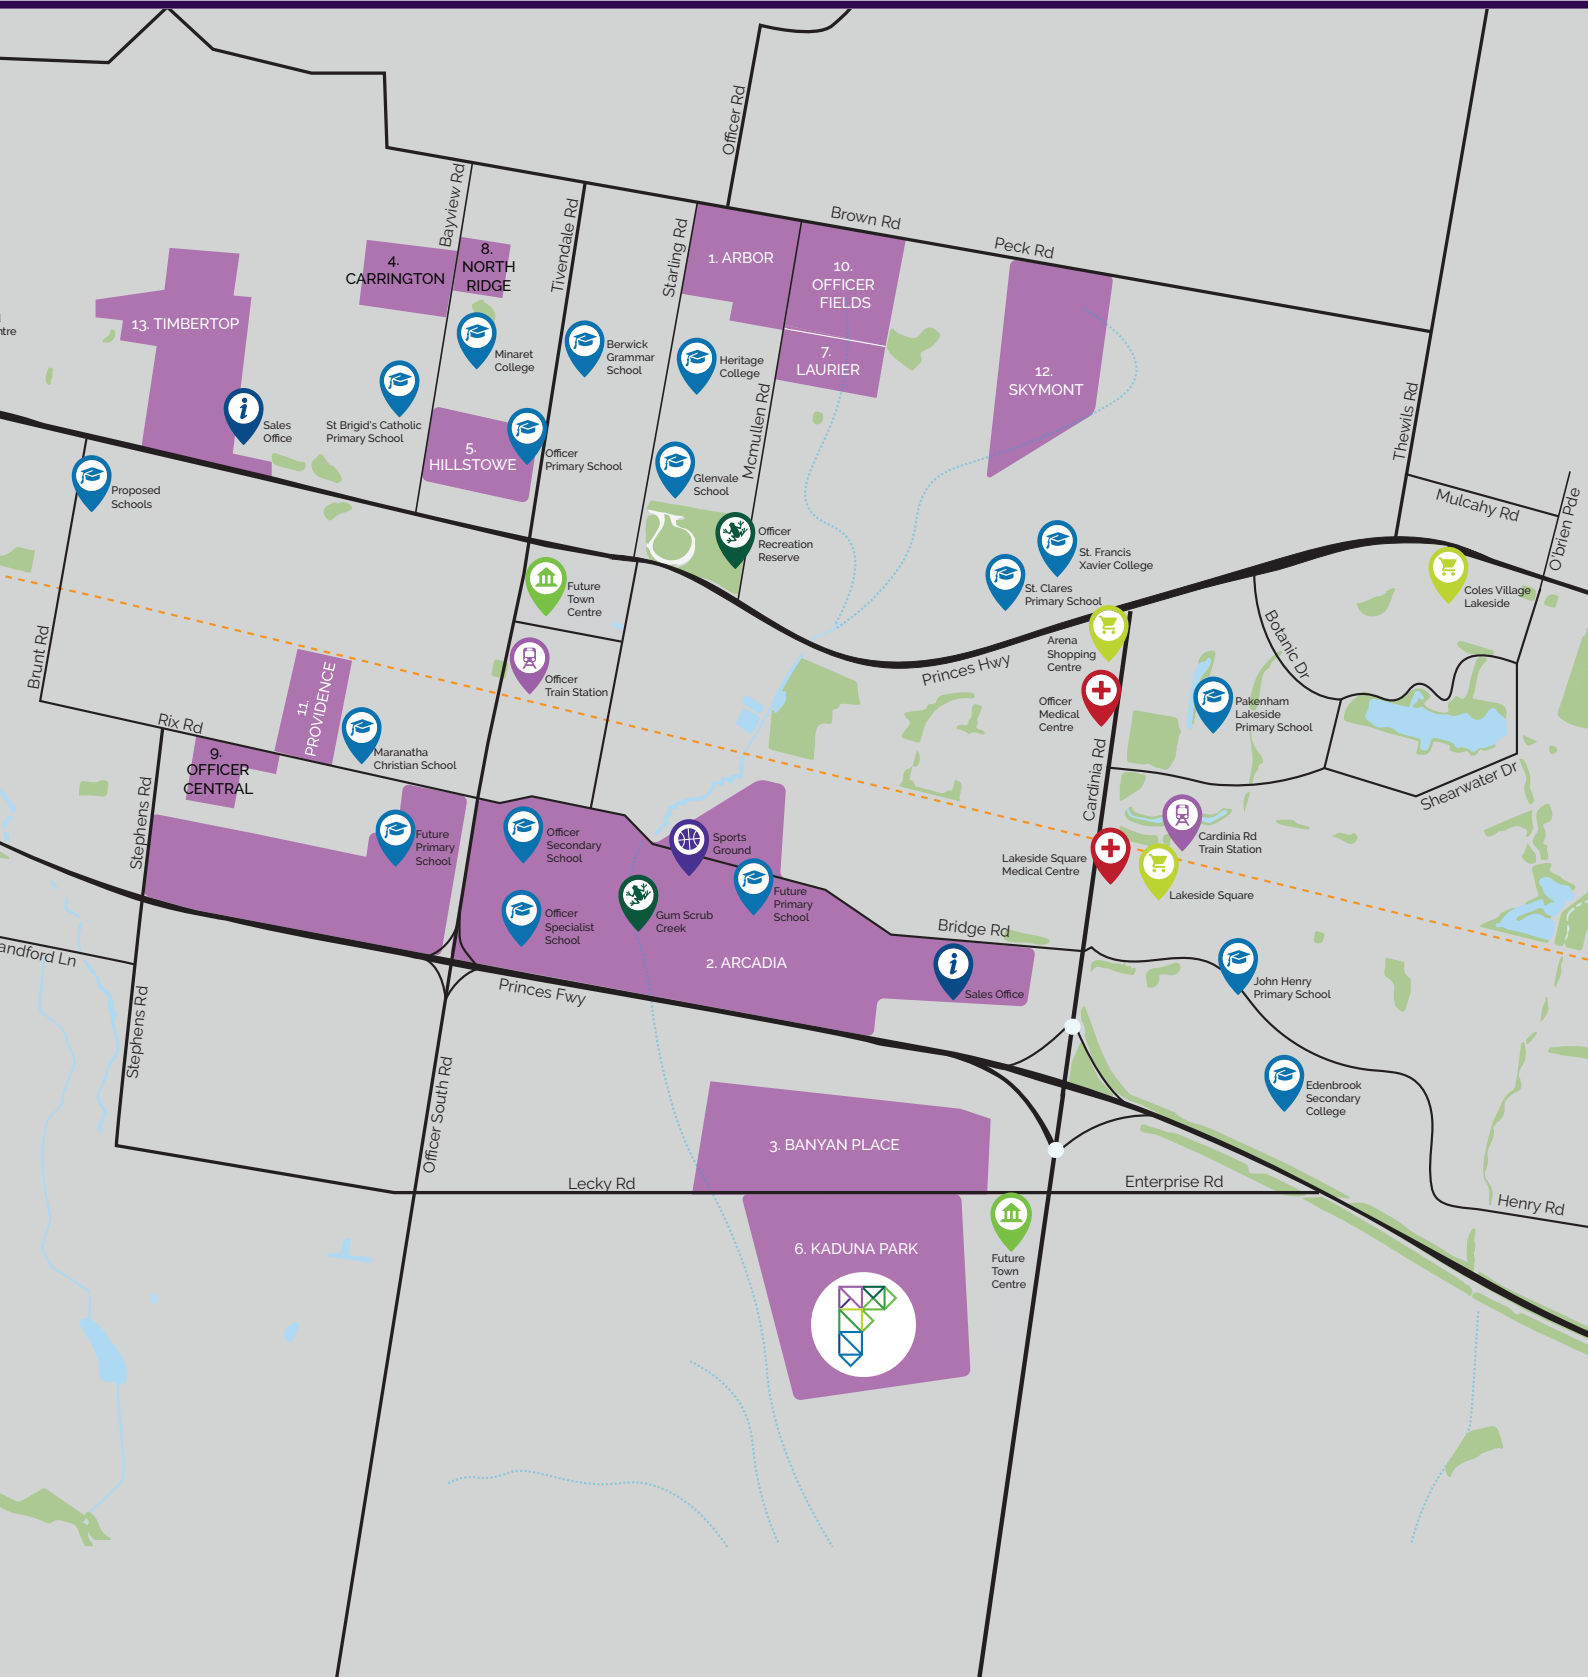 Officer Rd
Bayview Rd
Tivendale Rd
Starling Rd
Brown Rd
Peck Rd
8.
NORTH
RIDGE
4.
CARRINGTON
1. ARBOR
10.
OFFICER
FIELDS
13. TIMBERTOP
ntre
Minaret
College
Berwick
Grammar
School
Heritage
College
7.
LAURIER
12.
SKYMONT
Mcmullen Rd
Thewils Rd
Sales
Office
St Brigid's Catholic
Primary School
5.
HILLSTOWE
Officer
Primary School
Glenvale
School
Proposed
Schools
Mulcahy Rd
O'brien Pde
Officer
Recreation
Reserve
St. Francis
Xavier College
St. Clares
Primary School
Coles Village
Lakeside
Future
Town
Centre
Brunt Rd
Botanic Dr
Arena
Shopping
Centre
Princes Hwy
Officer
Train Station
11.
PROVIDENCE
Officer
Medical
Centre
Pakenham
Lakeside
Primary School
Rix Rd
Maranatha
Christian School
9.
OFFICER
CENTRAL
Cardinia Rd
Shearwater Dr
Stephens Rd
Future
Primary
School
Officer
Secondary
School
Sports
Ground
Cardinia Rd
Train Station
Lakeside Square
Medical Centre
Lakeside Square
Future
Primary
School
Officer
Specialist
School
Gum Scrub
Creek
Bridge Rd
andford Ln
2. ARCADIA
Sales Office
Princes Fwy
John Henry
Primary School
Stephens Rd
Officer South Rd
Edenbrook
Secondary
College
3. BANYAN PLACE
Lecky Rd
Enterprise Rd
Henry Rd
6. KADUNA PARK
Future
Town
Centre